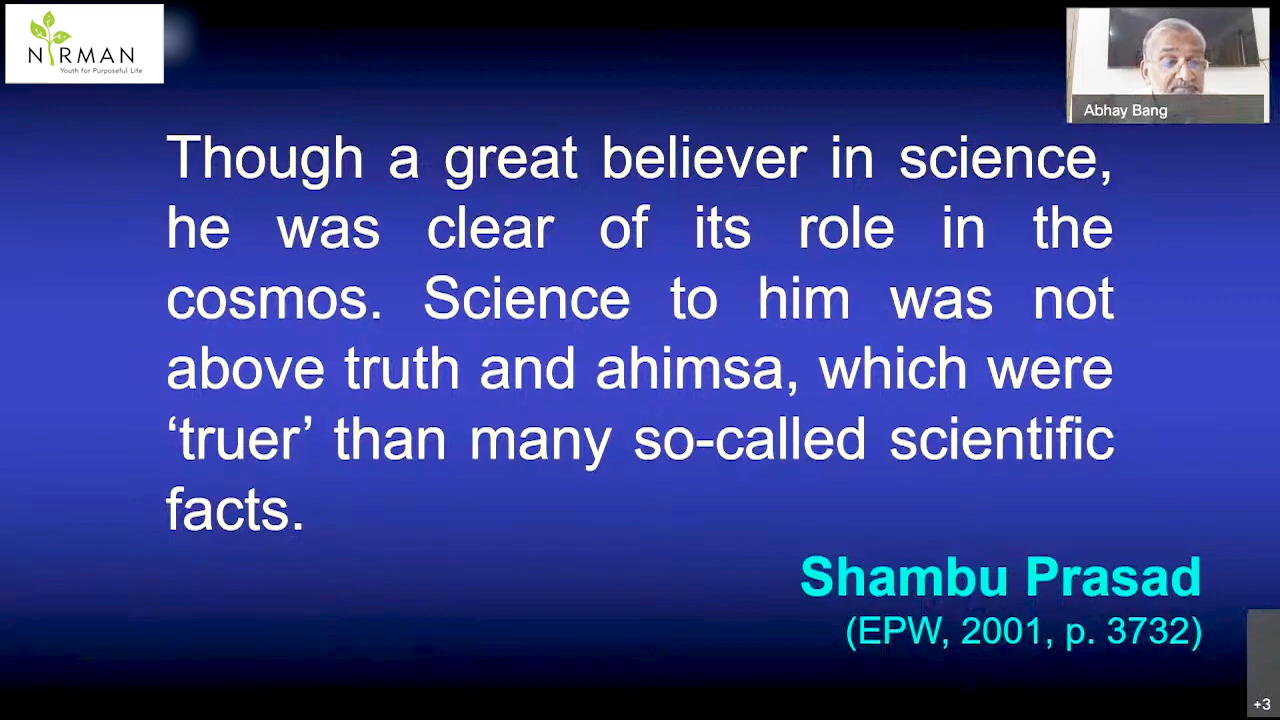 NIRMAN
Youth for Purposeful Life
Abhay Bang
Though a great believer in science,
he was clear of its role in the
cosmos. Science to him was not
above truth and ahimsa, which were
‘truer’ than many so-called scientific
facts.
Shambu Prasad
(EPW, 2001, p. 3732)
+3